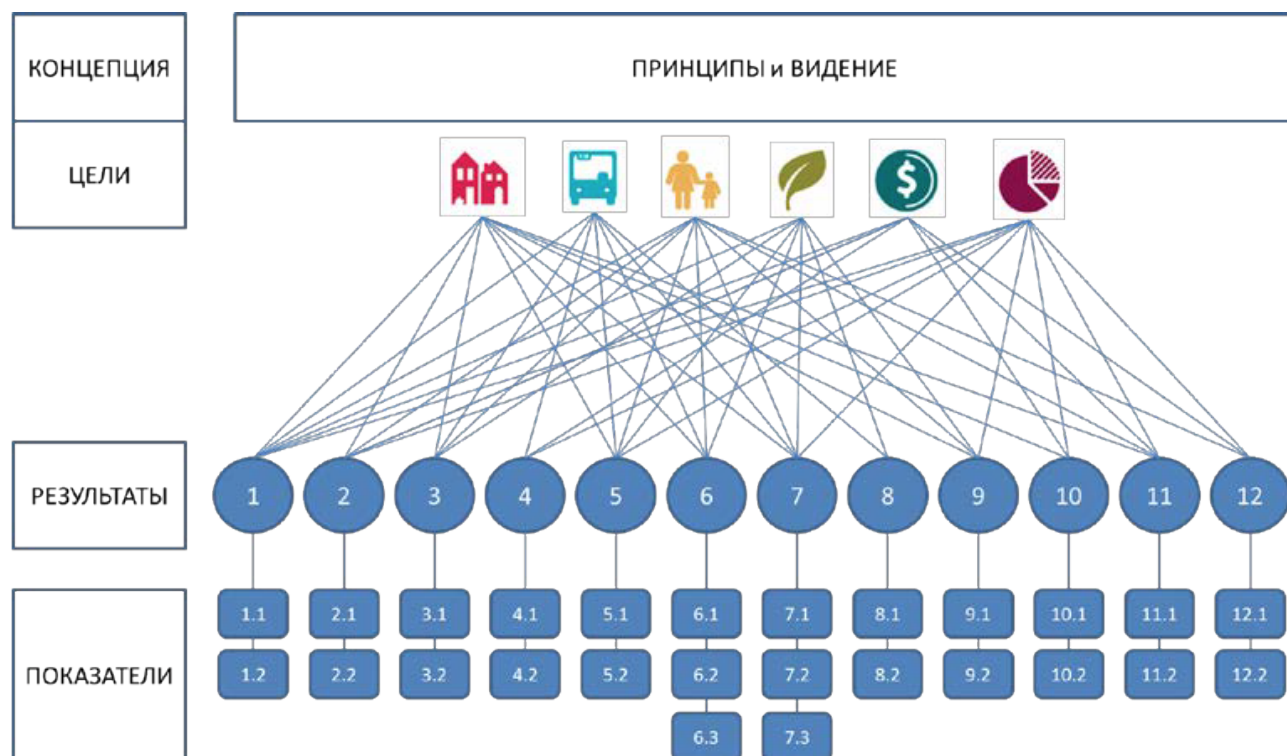 КОНЦЕПЦИЯ
ПРИНЦИПЫ и ВИДЕНИЕ
ЦЕЛИ
$
РЕЗУЛЬТАТЫ
1 2 3 4 5 6 7 8 9 10 11 12
ПОКАЗАТЕЛИ
1.1 2.1 3.1 4.1 5.1 6.1 7.1 8.1 9.1 10.1 11.1 12.1
1.2 2.2 3.2 4.2 5.2 6.2 7.2 8.2 9.2 10.2 11.2 12.2
6.3 7.3